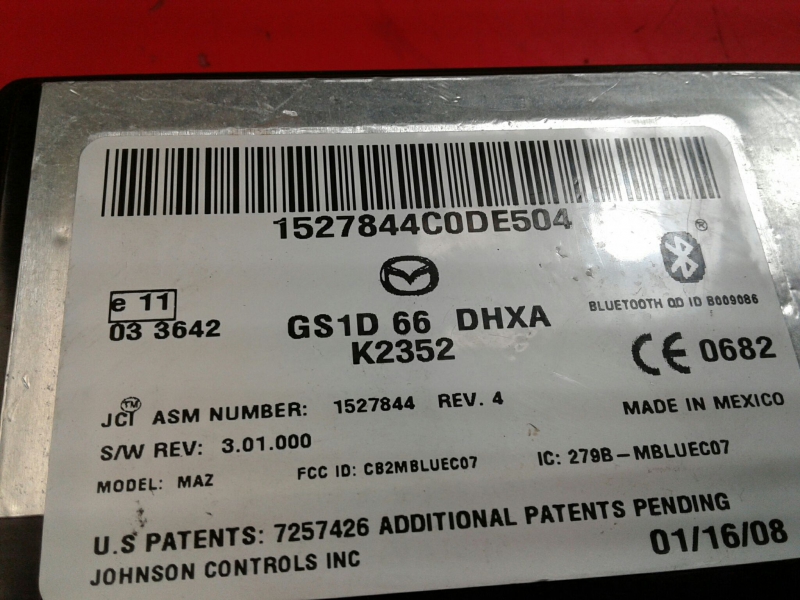 1527844C0DE504
®
e 11
03 3642
GS1D 66 DHXA
K2352
BLUETOOTH QD ID B009086
CE 0682
JCI™ ASM NUMBER: 1527844 REV. 4
MADE IN MEXICO
S/W REV: 3.01.000
MODEL: MAZ FCC ID: CB2MBLUEC07 IC: 279B-MBLUEC07
U.S PATENTS: 7257426 ADDITIONAL PATENTS PENDING
JOHNSON CONTROLS INC
01/16/08